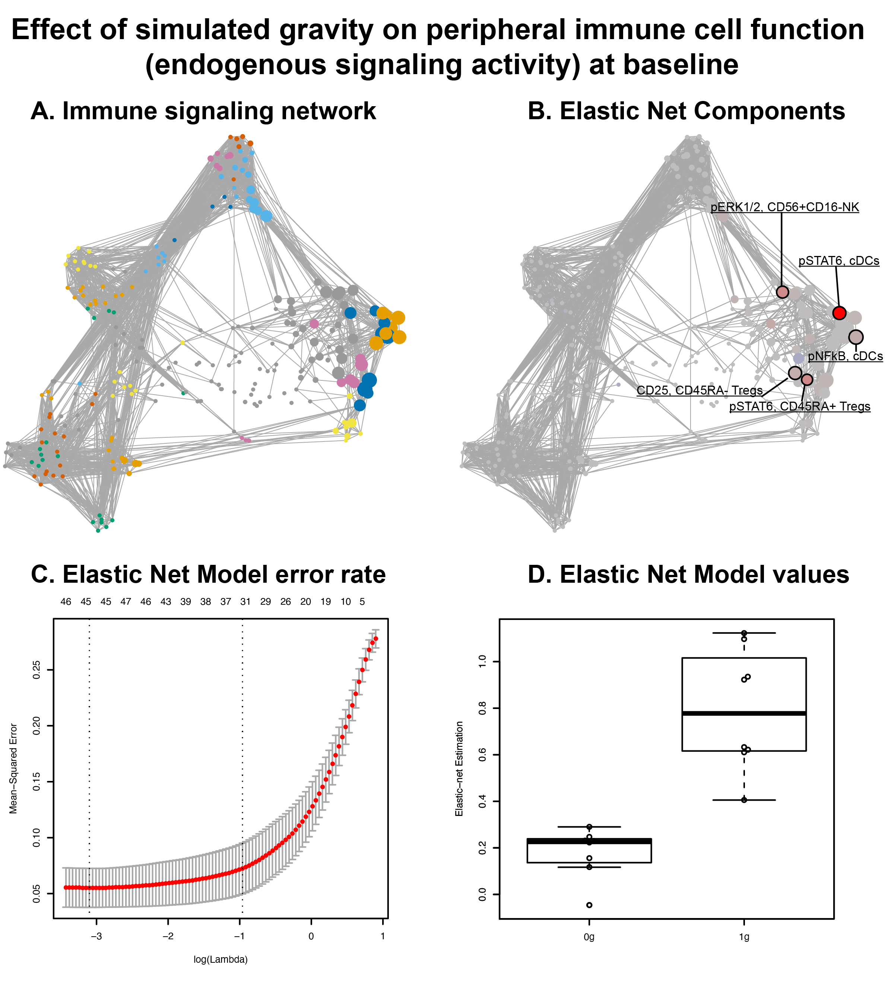 Effect of simulated gravity on peripheral immune cell function
(endogenous signaling activity) at baseline
A. Immune signaling network
B. Elastic Net Components
pERK1/2, CD56+CD16-NK
pSTAT6, cDCs
pNFkB, cDCs
CD25, CD45RA- Tregs
pSTAT6, CD45RA+ Tregs
C. Elastic Net Model error rate
46 45 45 47 46 43 39 38 37 31 29 26 20 19 10 5
Mean−Squared Error
0.25
0.20
0.15
0.10
0.05
−3 −2 −1 0 1
log(Lambda)
D. Elastic Net Model values
Elastic−net Estimation
1.0
0.8
0.6
0.4
0.2
0.0
0g 1g